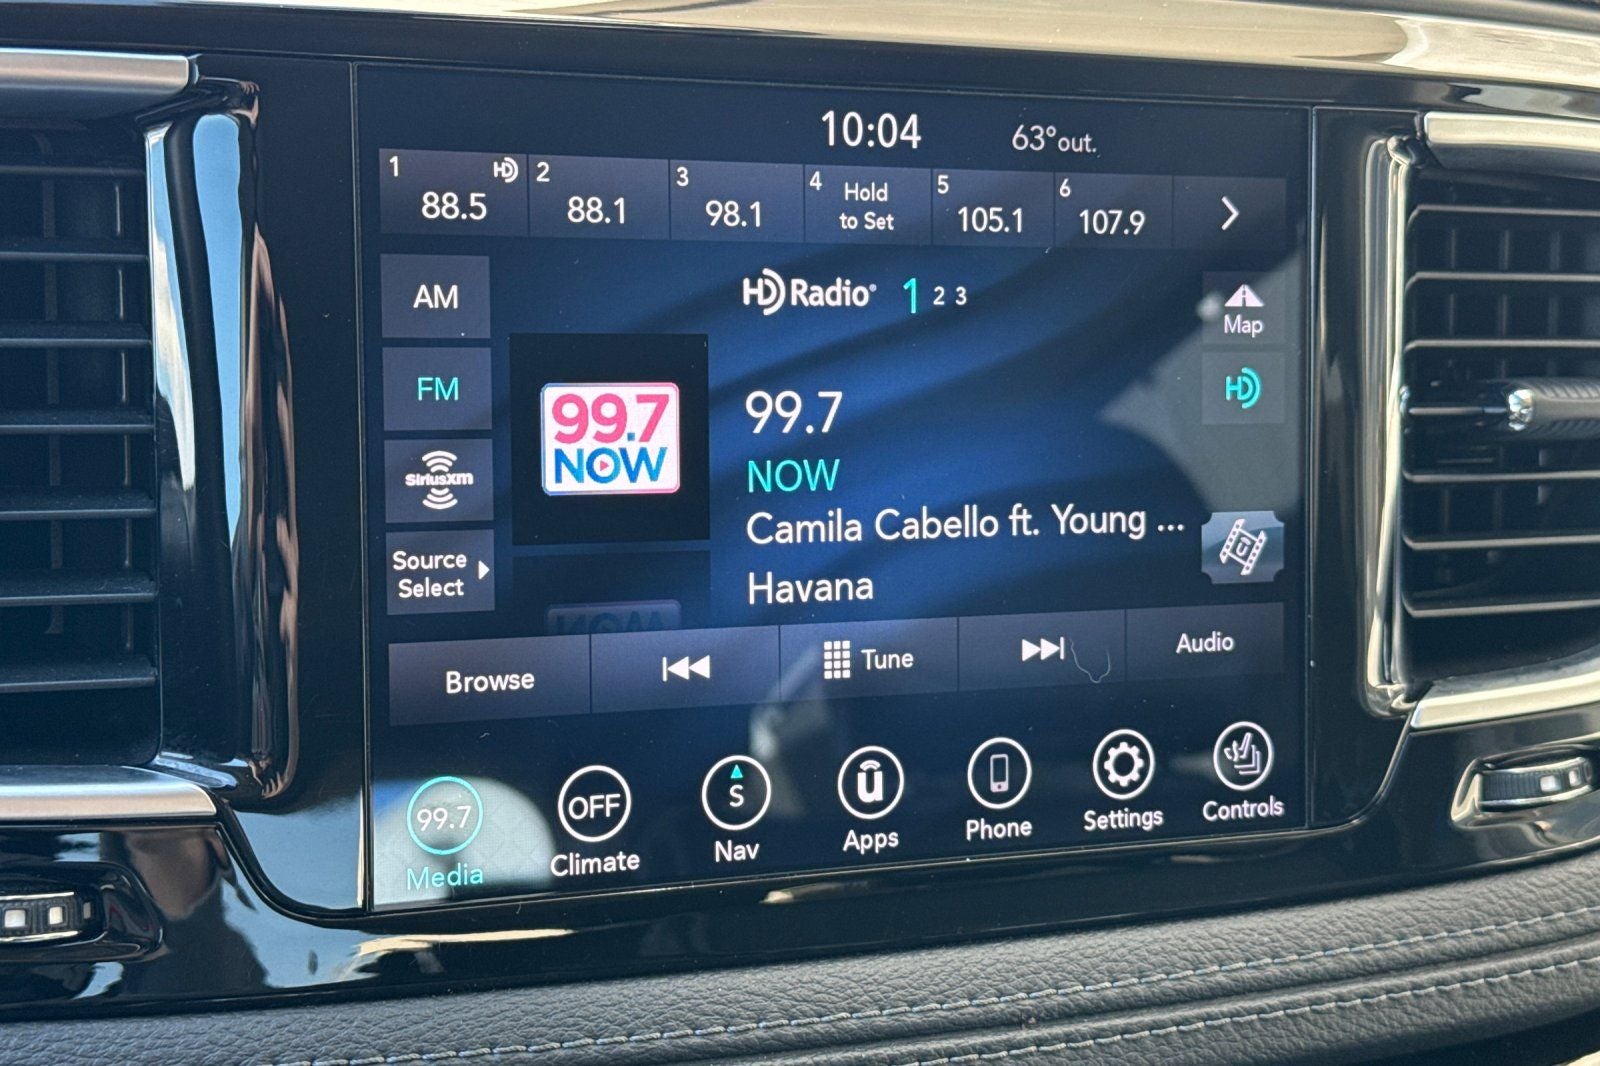 10:04 63°out.
1 HD 88.5
2 88.1
3 98.1
4 Hold
to Set
5 105.1
6 107.9
AM
HD Radio® 1 2 3
Map
FM
HD
99.7
NOW
99.7
NOW
Camila Cabello ft. Young ...
Havana
SiriusXM
Source
Select
NOW
Browse
Tune
Audio
99.7
Media
OFF
Climate
S
Nav
u
Apps
Phone
Settings
Controls